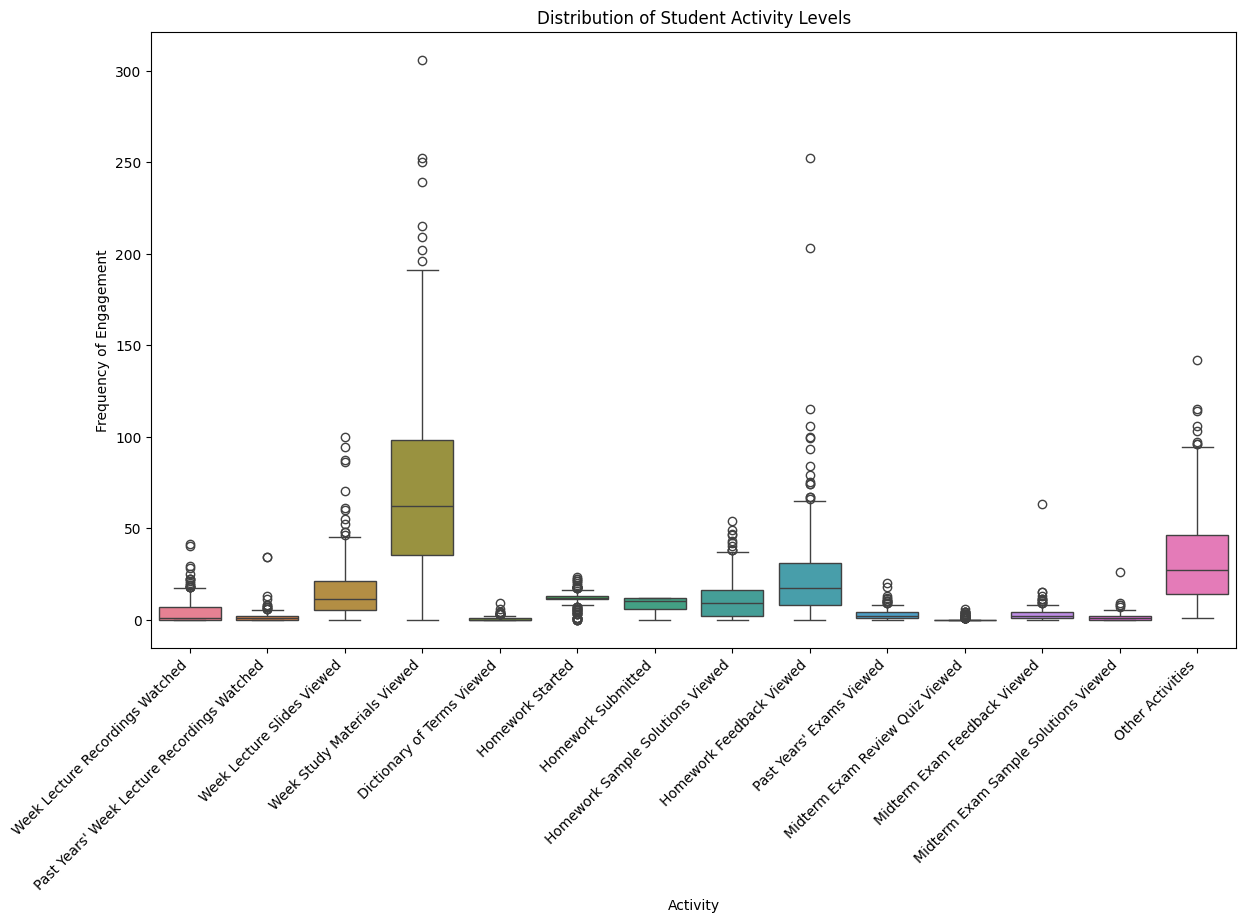 Distribution of Student Activity Levels
Frequency of Engagement
300
250
200
150
100
50
0
Week Lecture Recordings Watched
Past Years' Week Lecture Recordings Watched
Week Lecture Slides Viewed
Week Study Materials Viewed
Dictionary of Terms Viewed
Homework Started
Homework Submitted
Homework Sample Solutions Viewed
Homework Feedback Viewed
Past Years' Exams Viewed
Midterm Exam Review Quiz Viewed
Midterm Exam Feedback Viewed
Midterm Exam Sample Solutions Viewed
Other Activities
Activity